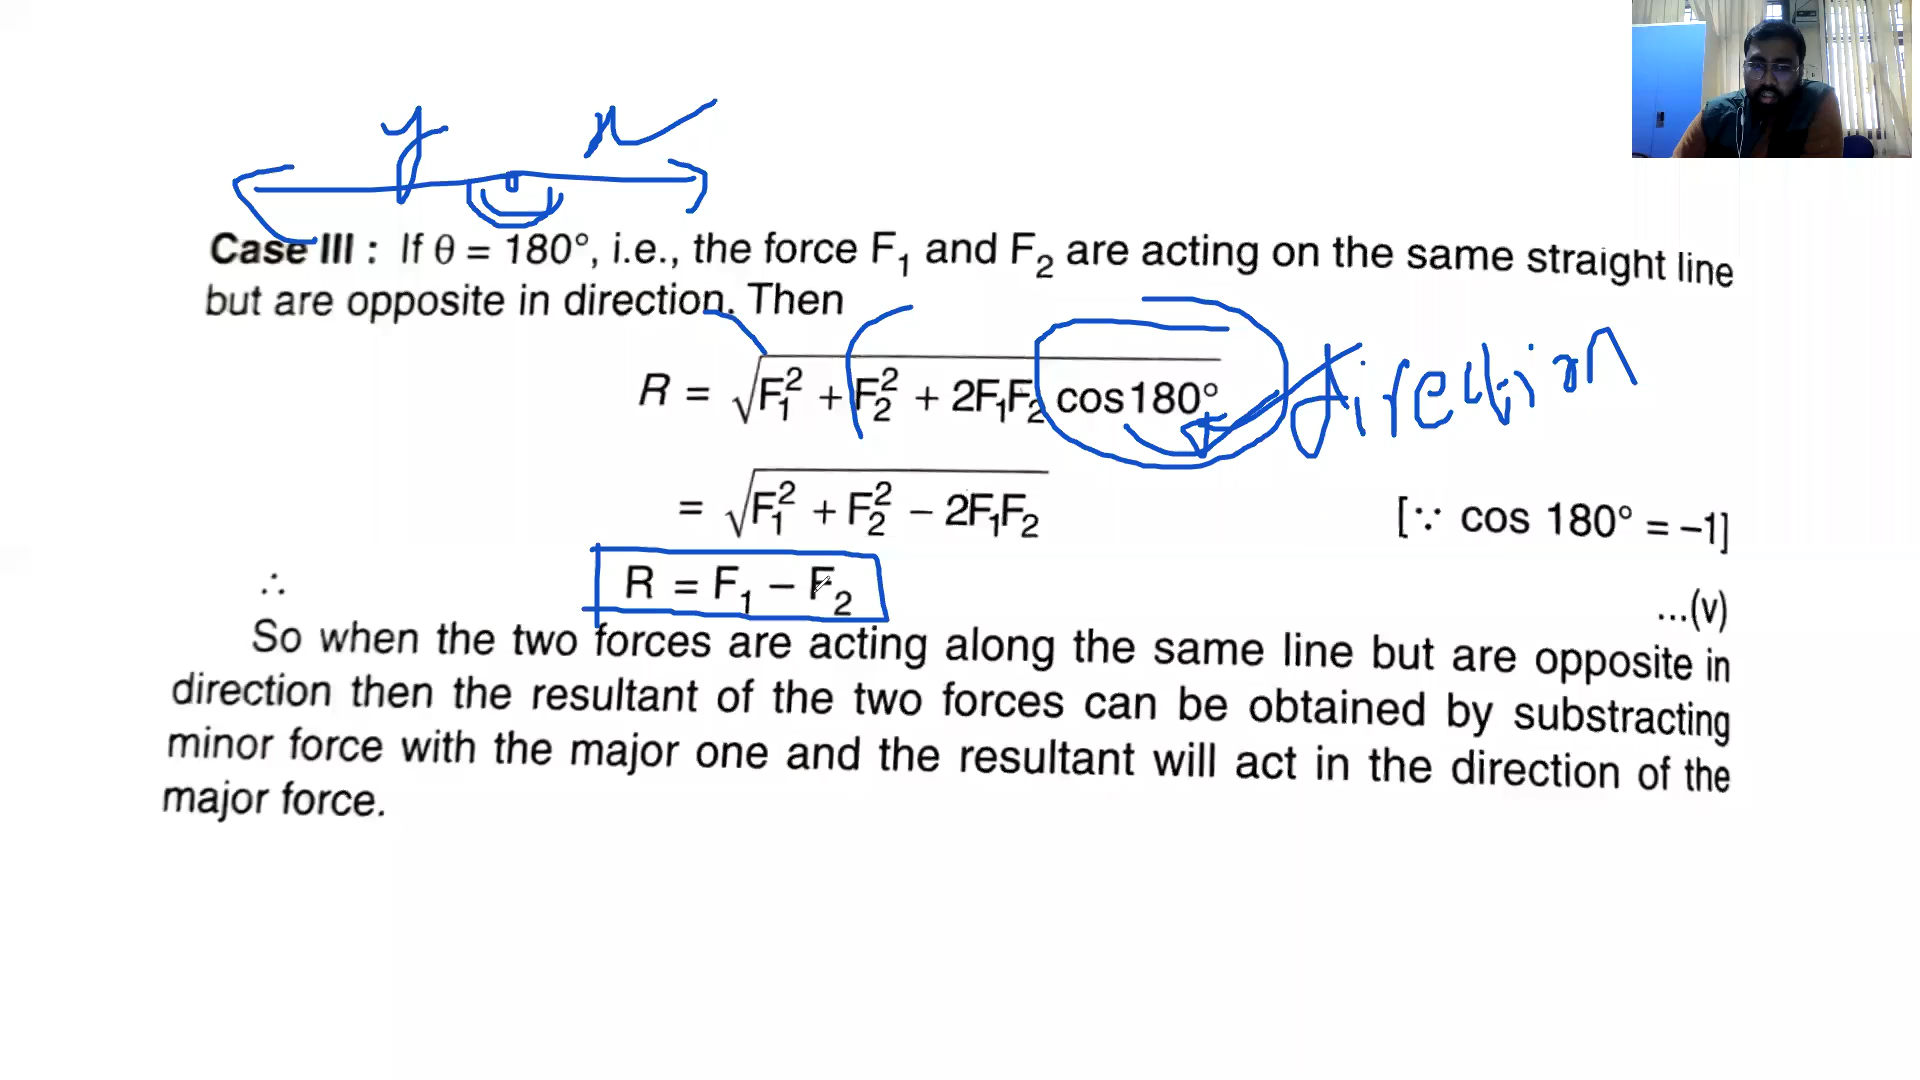 y x
Case III : If θ = 180°, i.e., the force F₁ and F₂ are acting on the same straight line
but are opposite in direction. Then
R = √F₁² + F₂² + 2F₁F₂ cos180°
direction
= √F₁² + F₂² − 2F₁F₂ [∵ cos 180° = −1]
∴ R = F₁ − F₂ ...(v)
So when the two forces are acting along the same line but are opposite in
direction then the resultant of the two forces can be obtained by substracting
minor force with the major one and the resultant will act in the direction of the
major force.